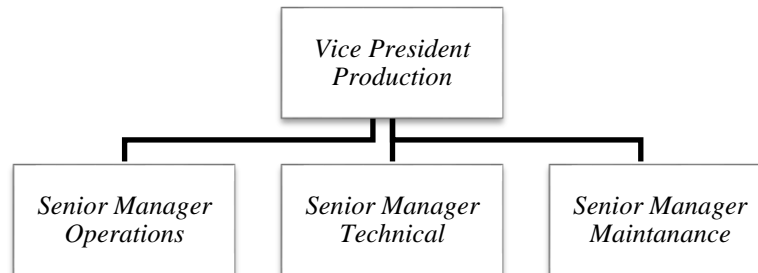 Vice President
Production
Senior Manager
Operations
Senior Manager
Technical
Senior Manager
Maintanance